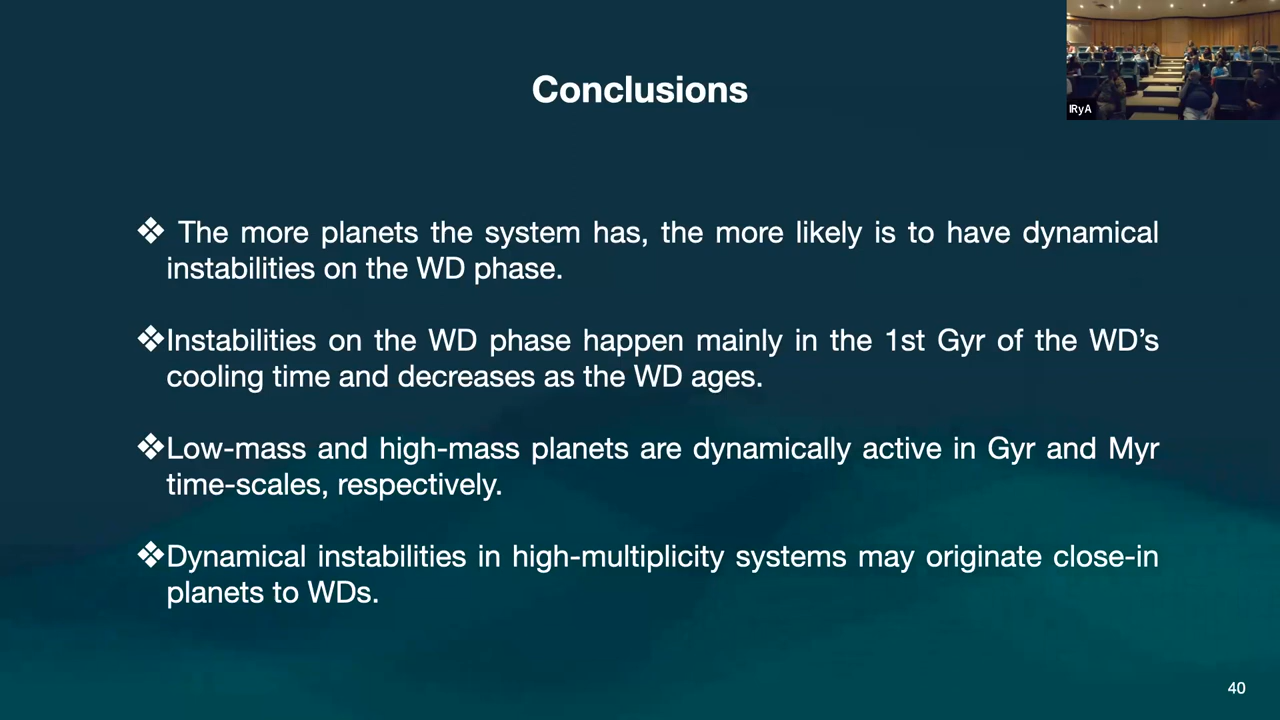 Conclusions
IRyA
❖ The more planets the system has, the more likely is to have dynamical
instabilities on the WD phase.
❖Instabilities on the WD phase happen mainly in the 1st Gyr of the WD’s
cooling time and decreases as the WD ages.
❖Low-mass and high-mass planets are dynamically active in Gyr and Myr
time-scales, respectively.
❖Dynamical instabilities in high-multiplicity systems may originate close-in
planets to WDs.
40